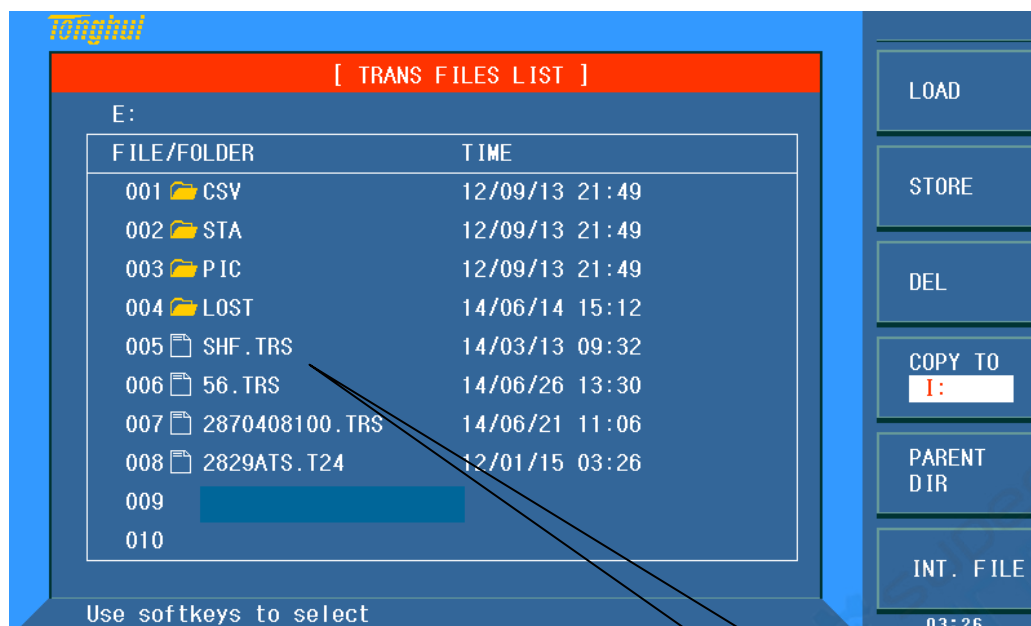 Tonghui
[ TRANS FILES LIST ]
E:
FILE/FOLDER TIME
001 CSV 12/09/13 21:49
002 STA 12/09/13 21:49
003 PIC 12/09/13 21:49
004 LOST 14/06/14 15:12
005 SHF.TRS 14/03/13 09:32
006 56.TRS 14/06/26 13:30
007 2870408100.TRS 14/06/21 11:06
008 2829ATS.T24 12/01/15 03:26
009
010
Use softkeys to select
LOAD
STORE
DEL
COPY TO
I:
PARENT
DIR
INT. FILE
03:26